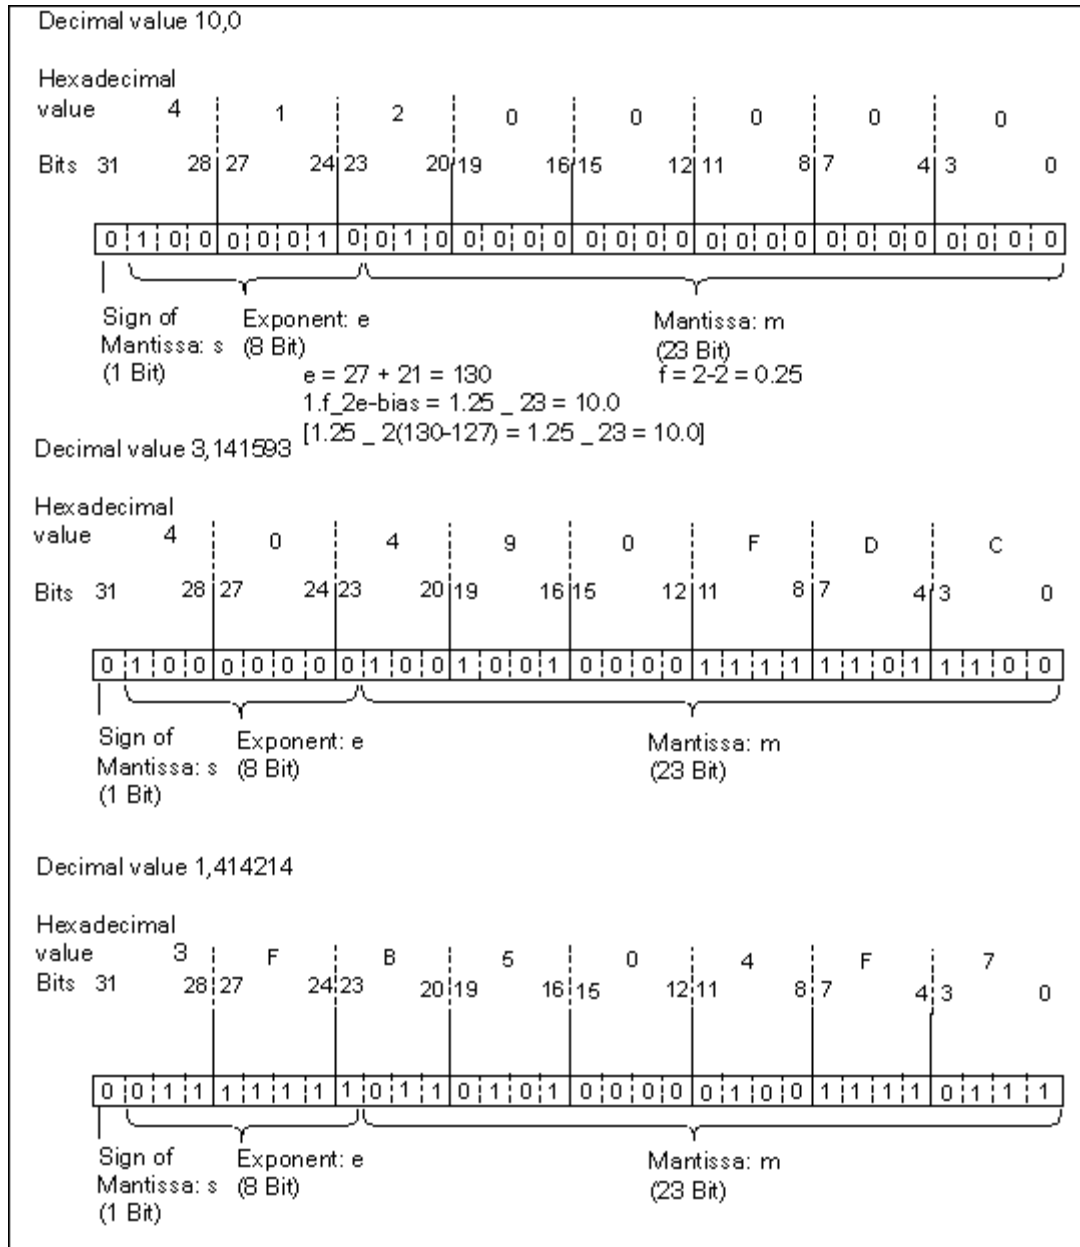 Decimal value 10,0
Hexadecimal
value 4 1 2 0 0 0 0 0
Bits 31 28 27 24 23 20 19 16 15 12 11 8 7 4 3 0
0 1 0 0 0 0 0 1 0 0 1 0 0 0 0 0 0 0 0 0 0 0 0 0 0 0 0 0 0 0 0 0
Sign of Exponent: e Mantissa: m
Mantissa: s (8 Bit) (23 Bit)
(1 Bit) e = 27 + 21 = 130 f = 2-2 = 0.25
1.f_2e-bias = 1.25 _ 23 = 10.0
[1.25 _ 2(130-127) = 1.25 _ 23 = 10.0]
Decimal value 3,141593
Hexadecimal
value 4 0 4 9 0 F D C
Bits 31 28 27 24 23 20 19 16 15 12 11 8 7 4 3 0
0 1 0 0 0 0 0 0 0 1 0 0 1 0 0 1 0 0 0 0 1 1 1 1 1 1 0 1 1 1 0 0
Sign of Exponent: e Mantissa: m
Mantissa: s (8 Bit) (23 Bit)
(1 Bit)
Decimal value 1,414214
Hexadecimal
value 3 F B 5 0 4 F 7
Bits 31 28 27 24 23 20 19 16 15 12 11 8 7 4 3 0
0 0 1 1 1 1 1 1 1 0 1 1 0 1 0 1 0 0 0 0 0 1 0 0 1 1 1 1 0 1 1 1
Sign of Exponent: e Mantissa: m
Mantissa: s (8 Bit) (23 Bit)
(1 Bit)